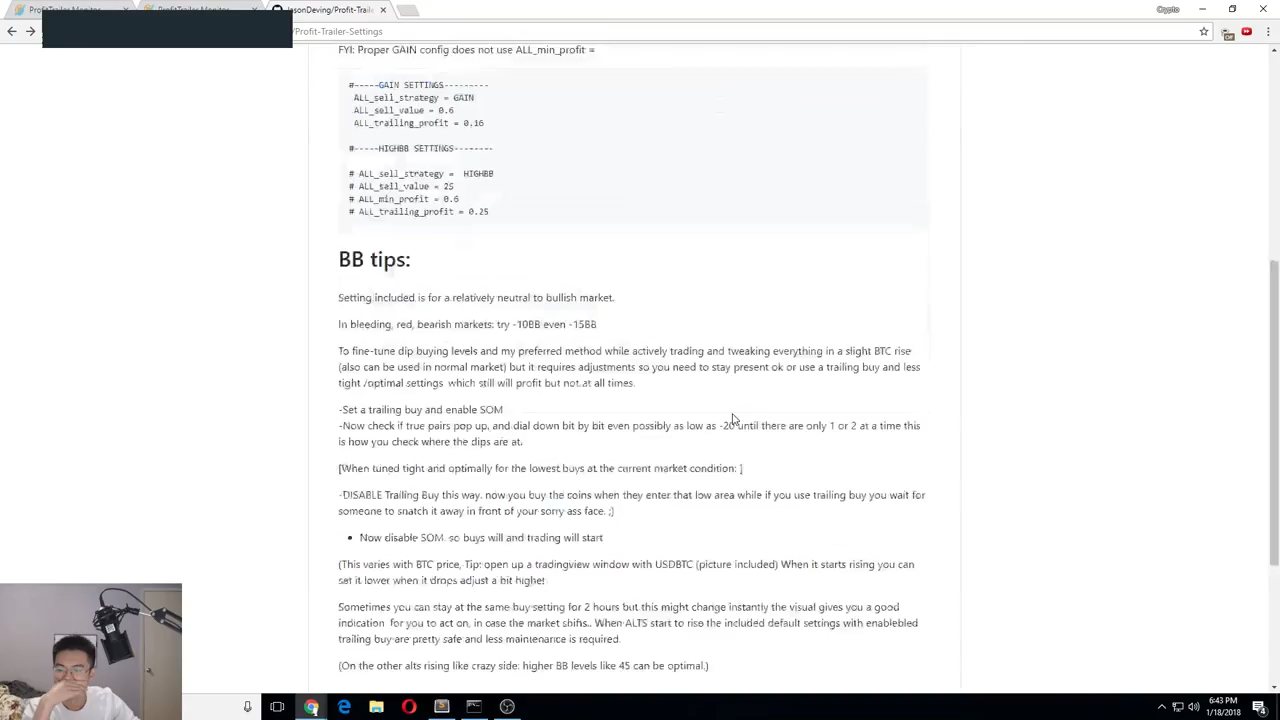 ProfitTrailer Monitor
ProfitTrailer Monitor
JasonDeving/Profit-Traile
Crypto
/Profit-Trailer-Settings
FYI: Proper GAIN config does not use ALL_min_profit =
#-----GAIN SETTINGS---------
ALL_sell_strategy = GAIN
ALL_sell_value = 0.6
ALL_trailing_profit = 0.16
#-----HIGHBB SETTINGS--------
# ALL_sell_strategy = HIGHBB
# ALL_sell_value = 25
# ALL_min_profit = 0.6
# ALL_trailing_profit = 0.25
BB tips:
Setting included is for a relatively neutral to bullish market.
In bleeding, red, bearish markets: try -10BB even -15BB
To fine-tune dip buying levels and my preferred method while actively trading and tweaking everything in a slight BTC rise
(also can be used in normal market) but it requires adjustments so you need to stay present ok or use a trailing buy and less
tight /optimal settings which still will profit but not at all times.
-Set a trailing buy and enable SOM
-Now check if true pairs pop up, and dial down bit by bit even possibly as low as -20 until there are only 1 or 2 at a time this
is how you check where the dips are at.
[When tuned tight and optimally for the lowest buys at the current market condition: ]
-DISABLE Trailing Buy this way. now you buy the coins when they enter that low area while if you use trailing buy you wait for
someone to snatch it away in front of your sorry ass face. ;)
• Now disable SOM. so buys will and trading will start
(This varies with BTC price, Tip: open up a tradingview window with USDBTC (picture included) When it starts rising you can
set it lower when it drops adjust a bit higher
Sometimes you can stay at the same buy setting for 2 hours but this might change instantly the visual gives you a good
indication for you to act on, in case the market shifts.. When ALTS start to rise the included default settings with enablebled
trailing buy are pretty safe and less maintenance is required.
(On the other alts rising like crazy side: higher BB levels like 45 can be optimal.)
6:43 PM
1/18/2018